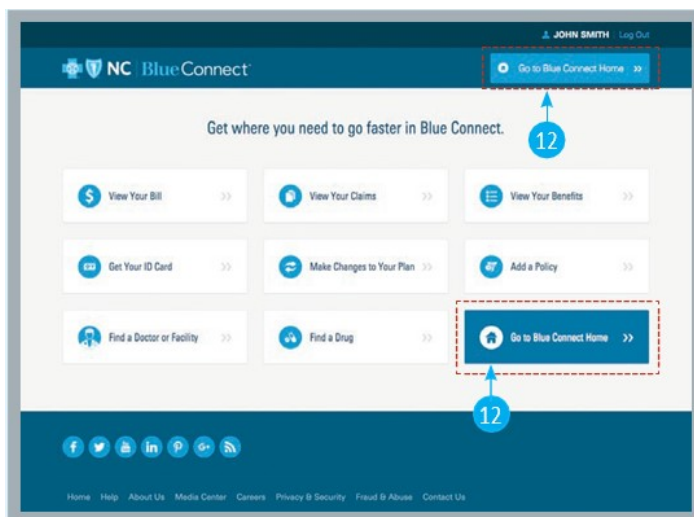 JOHN SMITH Log Out
NC BlueConnect
Go to Blue Connect Home »
Get where you need to go faster in Blue Connect.
12
View Your Bill »
View Your Claims »
View Your Benefits »
Get Your ID Card »
Make Changes to Your Plan »
Add a Policy »
Find a Doctor or Facility »
Find a Drug »
Go to Blue Connect Home »
12
Home Help About Us Media Center Careers Privacy & Security Fraud & Abuse Contact Us